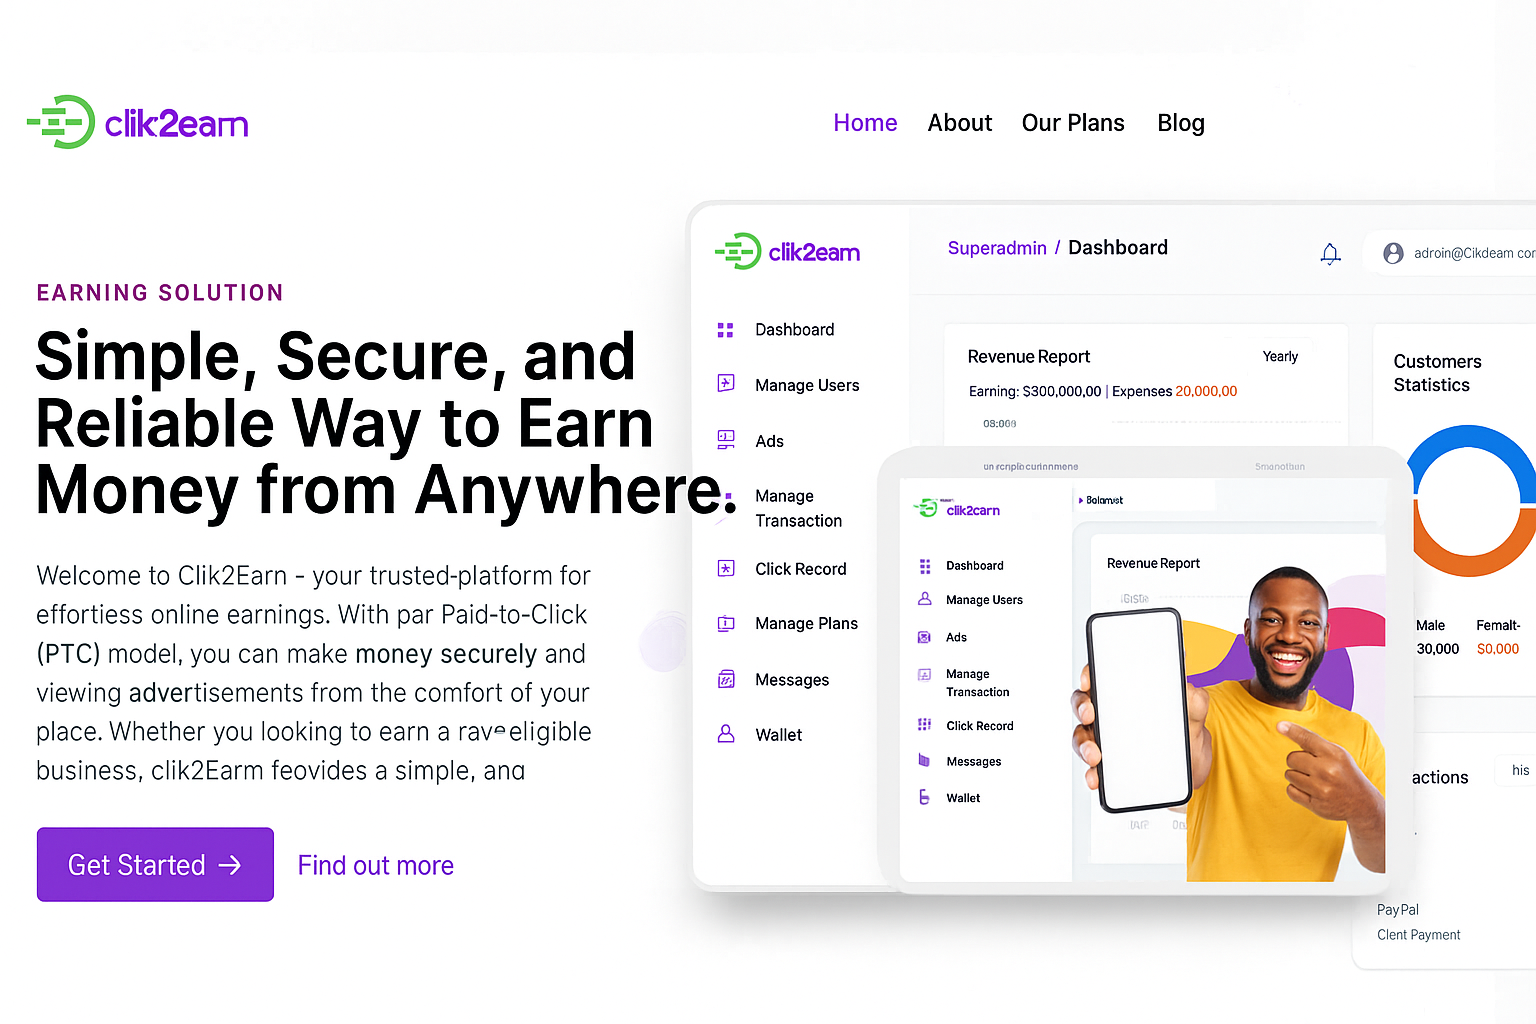 clik2earn
Home About Our Plans Blog
EARNING SOLUTION
Simple, Secure, and
Reliable Way to Earn
Money from Anywhere.
Welcome to Clik2Earn - your trusted-platform for
effortiess online earnings. With par Paid-to-Click
(PTC) model, you can make money securely and
viewing advertisements from the comfort of your
place. Whether you looking to earn a rave eligible
business, clik2Earm feovides a simple, and
Get Started →
Find out more
clik2eam
Dashboard
Manage Users
Ads
Manage
Transaction
Click Record
Manage Plans
Messages
Wallet
Superadmin / Dashboard
adroin@Cikdeam cor
Revenue Report
Yearly
Earning: $300,000,00 | Expenses 20,000,00
Customers
Statistics
Male Femalt-
30,000 $0,000
actions
his
PayPal
Clent Payment
clik2carn
Dashboard
Manage Users
Ads
Manage
Transaction
Click Record
Messages
Wallet
Balamst
Revenue Report